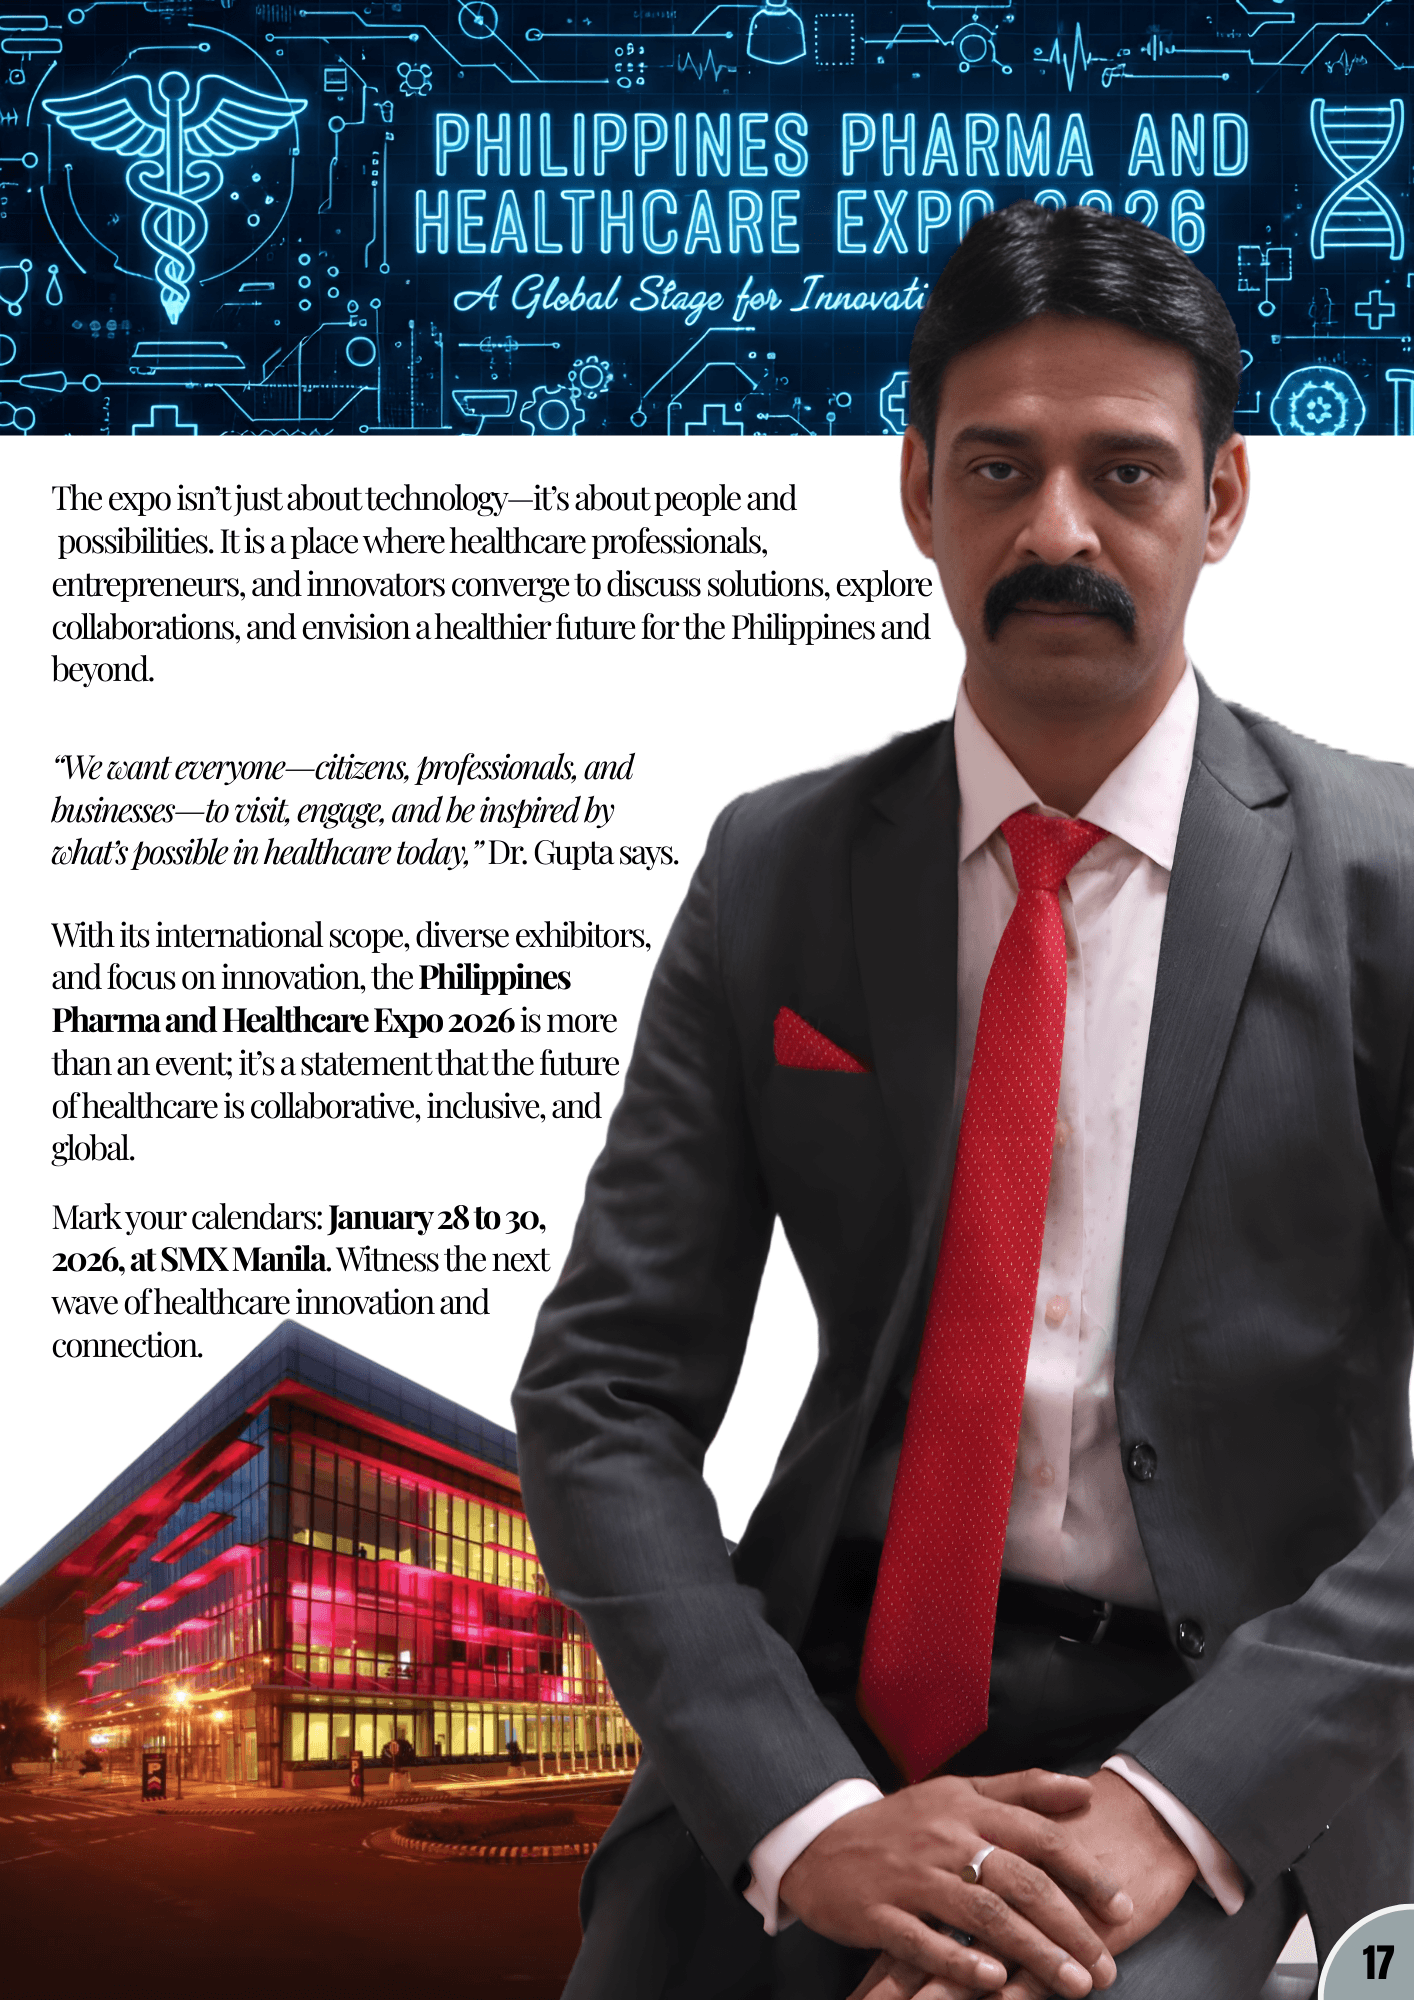 PHILIPPINES PHARMA AND
HEALTHCARE EXPO 2026
A Global Stage for
The expo isn't just about technology—it's about people and
possibilities. It is a place where healthcare professionals,
entrepreneurs, and innovators converge to discuss solutions, explore
collaborations, and envision a healthier future for the Philippines and
beyond.
“We want everyone—citizens, professionals, and
businesses—to visit, engage, and be inspired by
what's possible in healthcare today,” Dr. Gupta says.
With its international scope, diverse exhibitors,
and focus on innovation, the Philippines
Pharma and Healthcare Expo 2026 is more
than an event; it's a statement that the future
of healthcare is collaborative, inclusive, and
global.
Mark your calendars: January 28 to 30,
2026, at SMX Manila. Witness the next
wave of healthcare innovation and
connection.
17